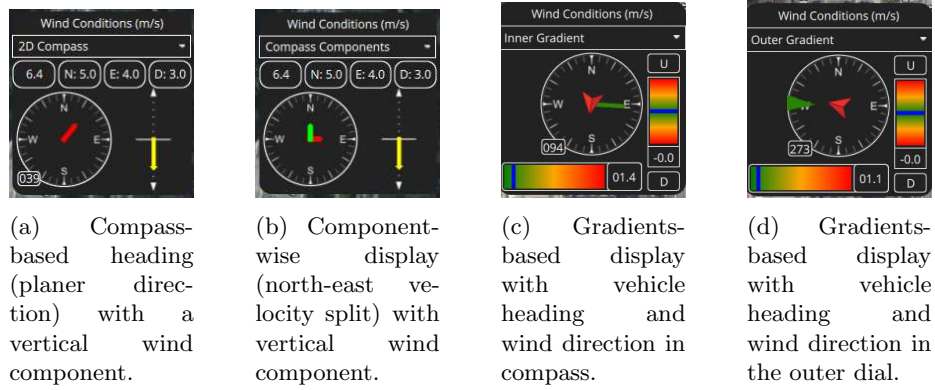 Wind Conditions (m/s)
2D Compass
6.4 N: 5.0 E: 4.0 D: 3.0
N
W E
S
039
Wind Conditions (m/s)
Compass Components
6.4 N: 5.0 E: 4.0 D: 3.0
N
W E
S
Wind Conditions (m/s)
Inner Gradient
U
N
W E
S
094
-0.0
01.4 D
Wind Conditions (m/s)
Outer Gradient
U
N
W E
S
273
-0.0
01.1 D
(a) Compass-
based heading
(planer direc-
tion) with a
vertical wind
component.
(b) Component-
wise display
(north-east ve-
locity split) with
vertical wind
component.
(c) Gradients-
based display
with vehicle
heading and
wind direction in
compass.
(d) Gradients-
based display
with vehicle
heading and
wind direction in
the outer dial.